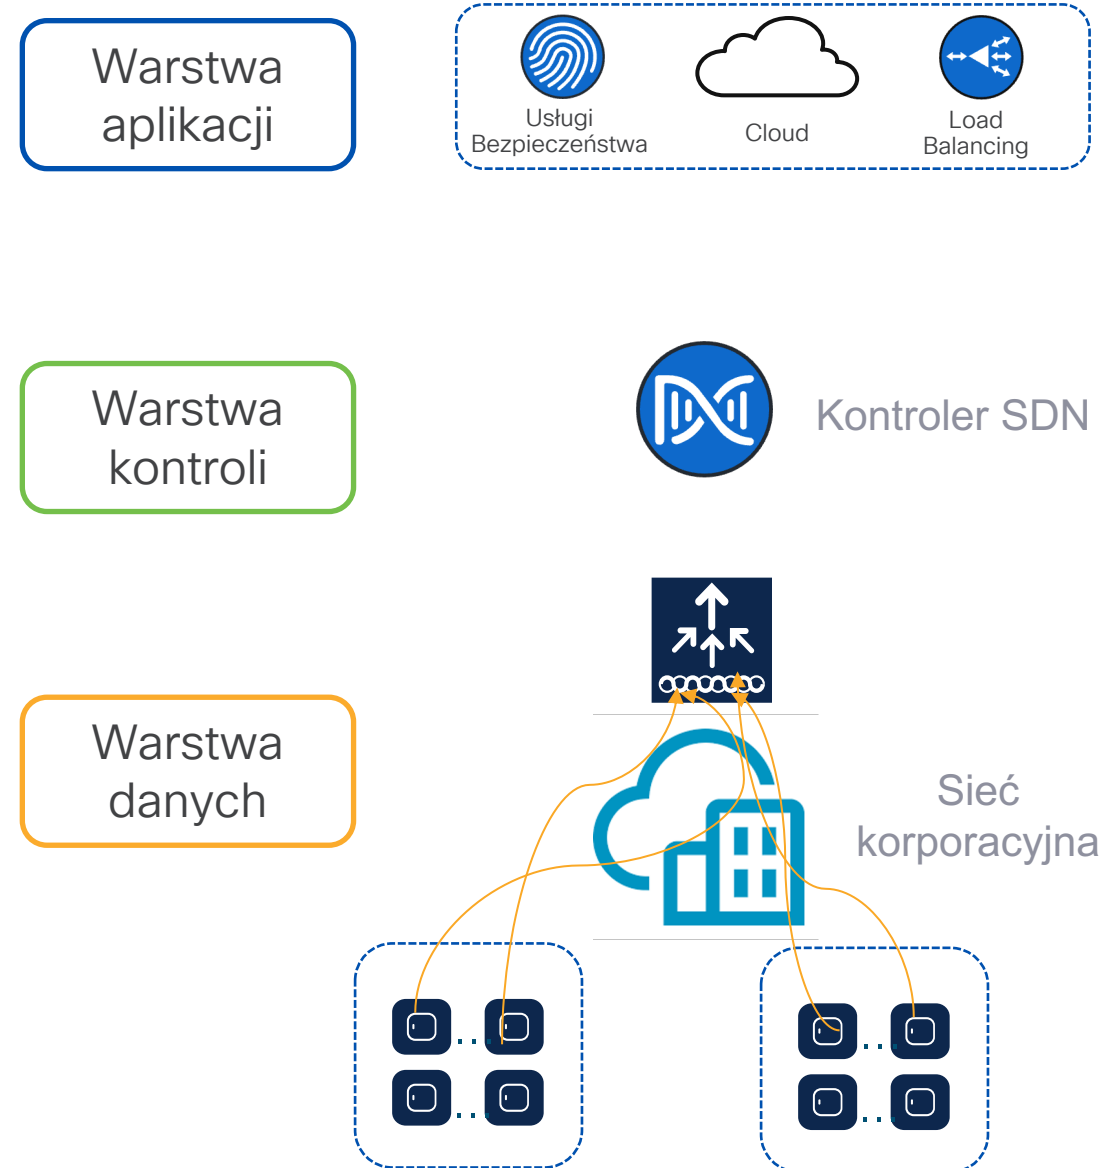 Warstwa
aplikacji
Usługi
Bezpieczeństwa
Cloud
Load
Balancing
Warstwa
kontroli
Kontroler SDN
Warstwa
danych
Sieć
korporacyjna